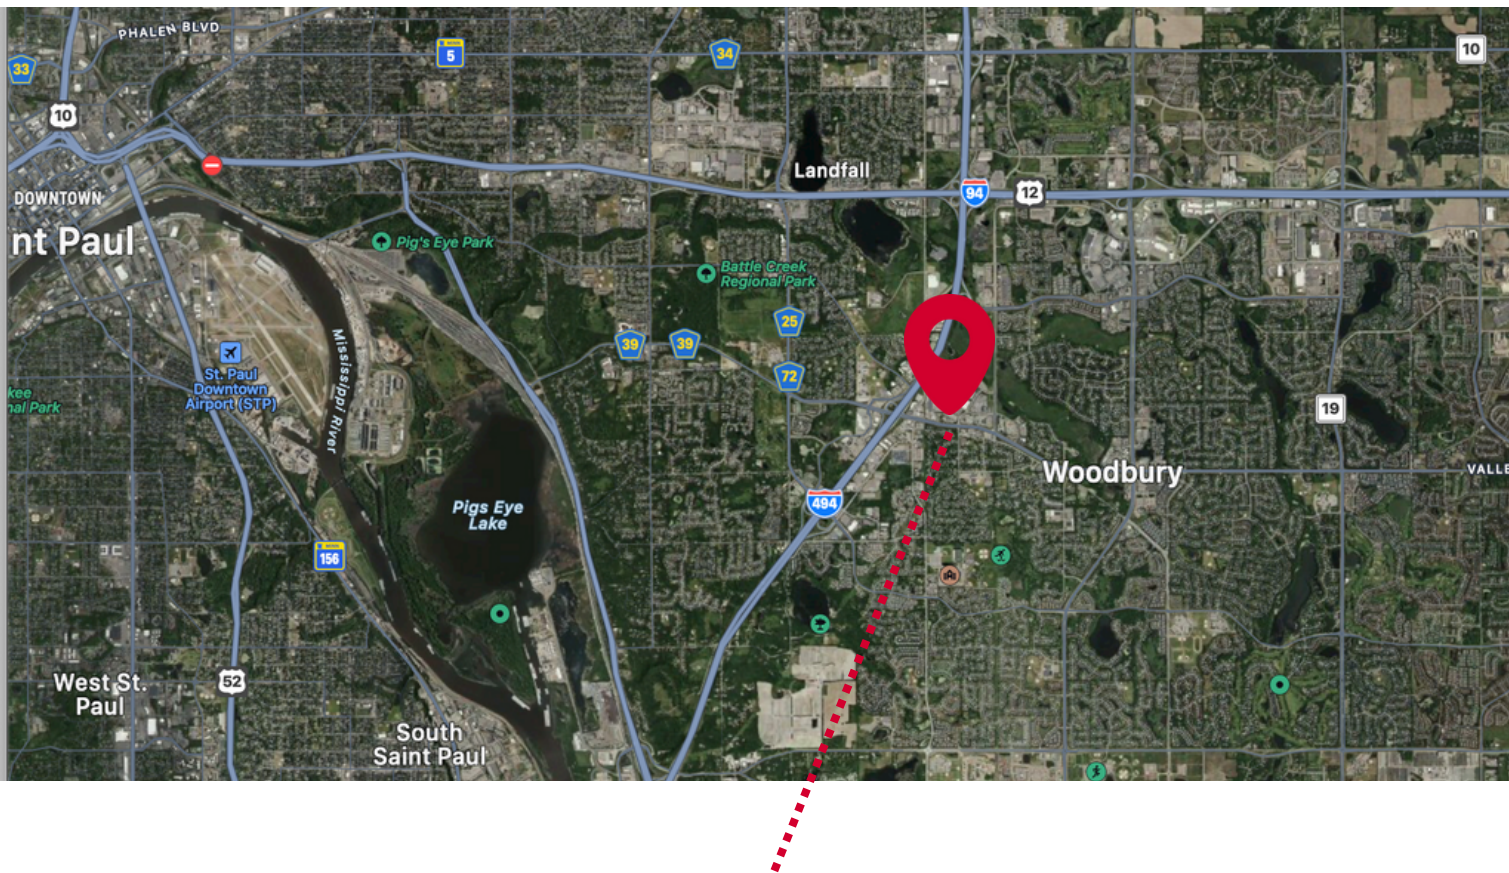 PHALEN BLVD
5
34
10
33
10
Landfall
94
12
DOWNTOWN
nt Paul
Pig's Eye Park
Battle Creek
Regional Park
25
39
39
72
Mississippi River
St. Paul
Downtown
Airport (STP)
kee
nal Park
19
Woodbury
VALLE
494
Pigs Eye
Lake
156
West St.
Paul
52
South
Saint Paul